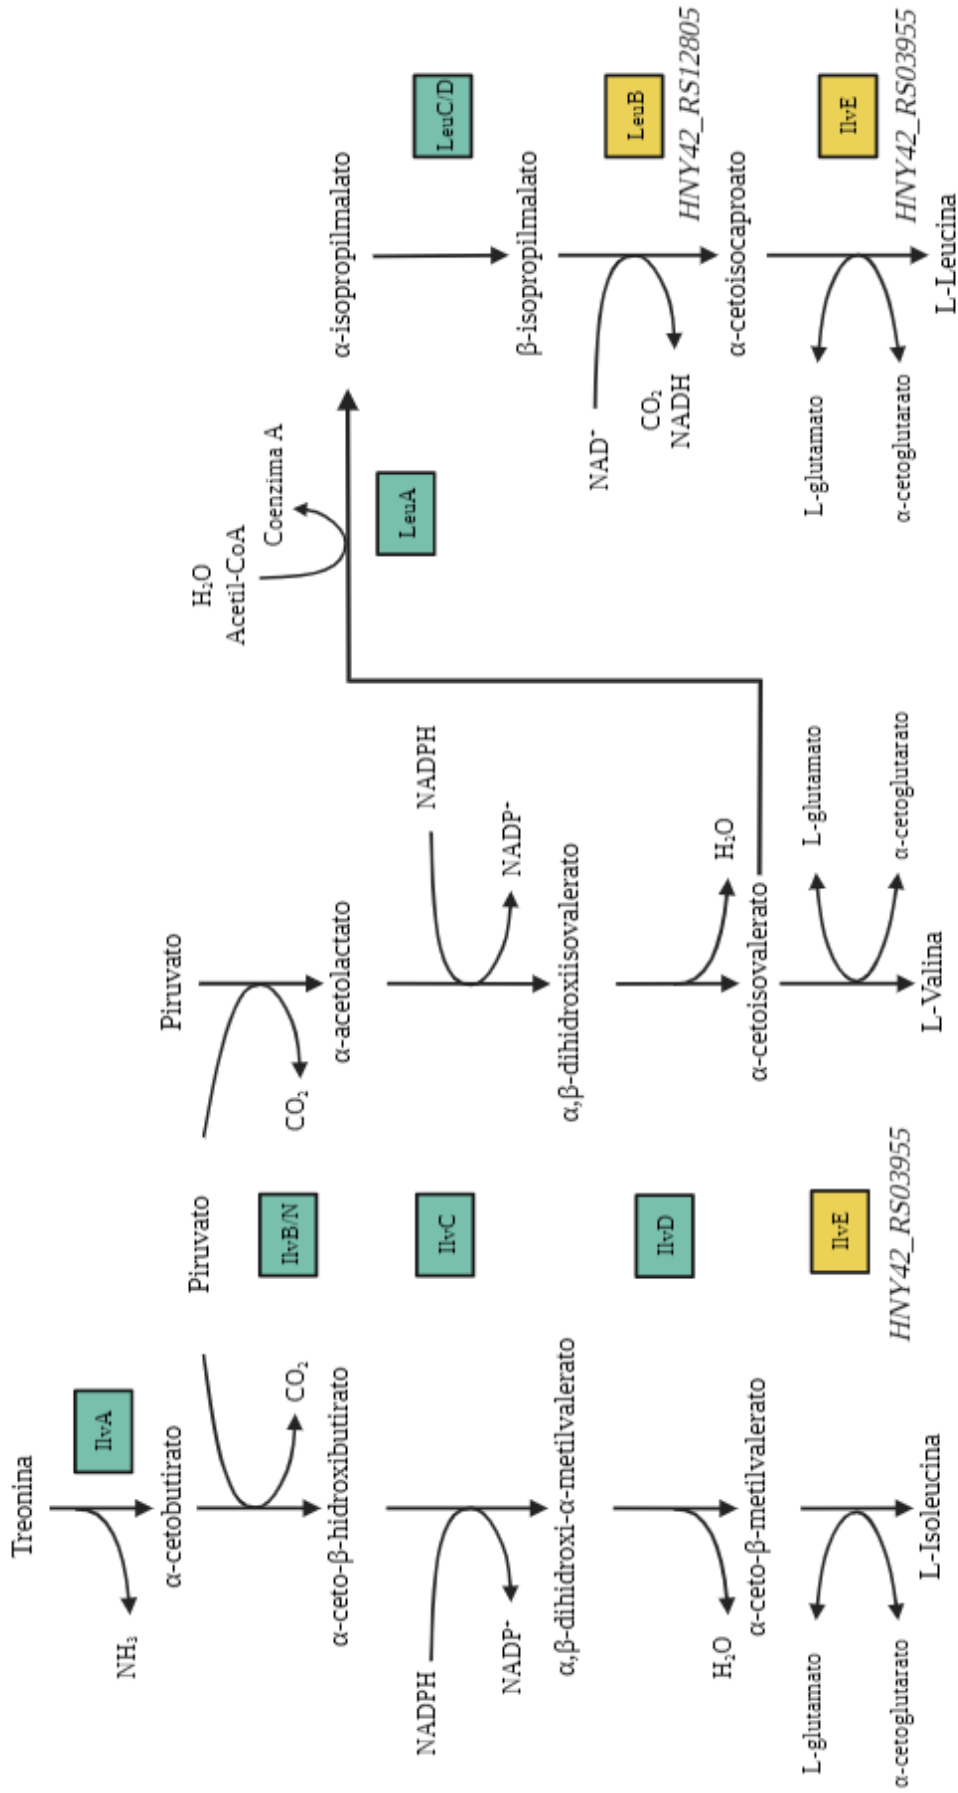 Treonina
IlvA
NH₃
α-cetobutirato
Piruvato
Piruvato
IlvB/N
CO₂
CO₂
α-ceto-β-hidroxibutirato
α-acetolactato
NADPH
IlvC
NADPH
NADP⁻
NADP⁻
α,β-dihidroxi-α-metilvalerato
α,β-dihidroxiisovalerato
IlvD
H₂O
H₂O
α-ceto-β-metilvalerato
α-cetoisovalerato
L-glutamato
IlvE
L-glutamato
α-cetoglutarato
HNY42_RS03955
α-cetoglutarato
L-Isoleucina
L-Valina
H₂O
Acetil-CoA
Coenzima A
LeuA
α-isopropilmalato
LeuC/D
β-isopropilmalato
NAD⁻
LeuB
CO₂
NADH
HNY42_RS12805
α-cetoisocaproato
L-glutamato
IlvE
α-cetoglutarato
HNY42_RS03955
L-Leucina